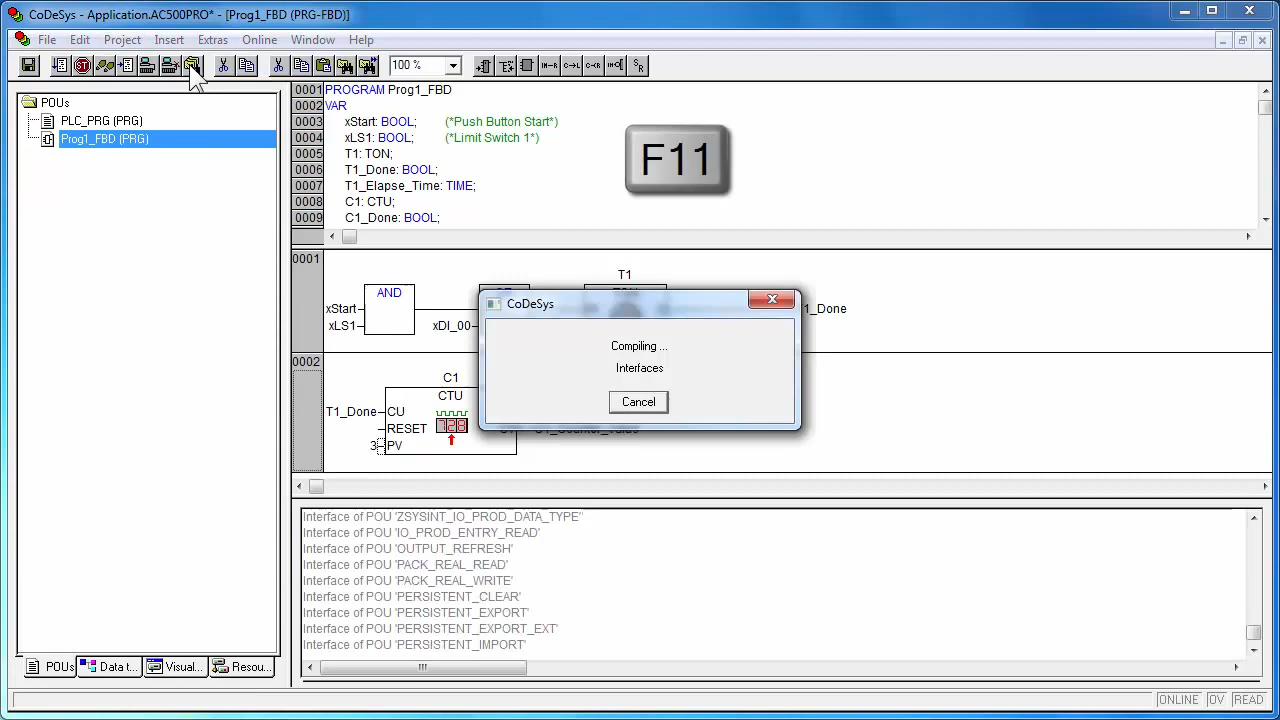 CoDeSys - Application.AC500PRO* - [Prog1_FBD (PRG-FBD)]
File Edit Project Insert Extras Online Window Help
100 %
POUs
PLC_PRG (PRG)
Prog1_FBD (PRG)
0001 PROGRAM Prog1_FBD
0002 VAR
0003 xStart: BOOL; (*Push Button Start*)
0004 xLS1: BOOL; (*Limit Switch 1*)
0005 T1: TON;
0006 T1_Done: BOOL;
0007 T1_Elapse_Time: TIME;
0008 C1: CTU;
0009 C1_Done: BOOL;
F11
0001
T1
AND
xStart
xLS1
xDI_00
1_Done
CoDeSys
Compiling ...
Interfaces
Cancel
0002
C1
CTU
T1_Done CU
RESET
3 PV
Interface of POU 'ZSYSINT_IO_PROD_DATA_TYPE"
Interface of POU 'IO_PROD_ENTRY_READ'
Interface of POU 'OUTPUT_REFRESH'
Interface of POU 'PACK_REAL_READ'
Interface of POU 'PACK_REAL_WRITE'
Interface of POU 'PERSISTENT_CLEAR'
Interface of POU 'PERSISTENT_EXPORT'
Interface of POU 'PERSISTENT_EXPORT_EXT'
Interface of POU 'PERSISTENT_IMPORT'
POUs Data t... Visual... Resou...
ONLINE OV READ